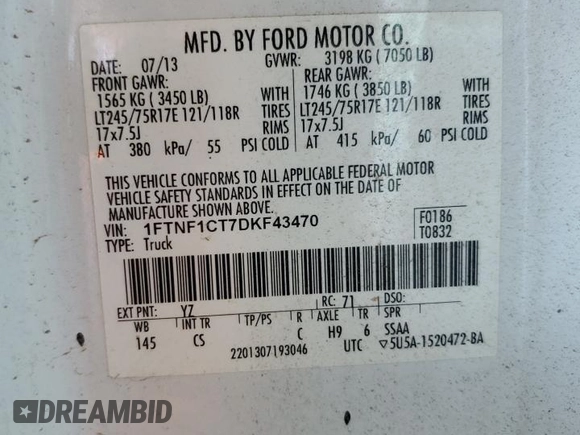 MFD. BY FORD MOTOR CO.
DATE: 07/13 GVWR: 3198 KG ( 7050 LB)
FRONT GAWR: REAR GAWR:
1565 KG ( 3450 LB) WITH 1746 KG ( 3850 LB) WITH
LT245/75R17E 121/118R TIRES LT245/75R17E 121/118R TIRES
17x7.5J RIMS 17x7.5J RIMS
AT 380 kPa/ 55 PSI COLD AT 415 kPa/ 60 PSI COLD
THIS VEHICLE CONFORMS TO ALL APPLICABLE FEDERAL MOTOR
VEHICLE SAFETY STANDARDS IN EFFECT ON THE DATE OF
MANUFACTURE SHOWN ABOVE.
VIN: 1FTNF1CT7DKF43470 F0186
TYPE: Truck T0832
EXT PNT: YZ RC: 71 DSO:
WB INT TR TP/PS R AXLE TR SPR
145 CS C H9 6 SSAA
2201307193046 UTC ▽5U5A-1520472-BA
DREAMBID